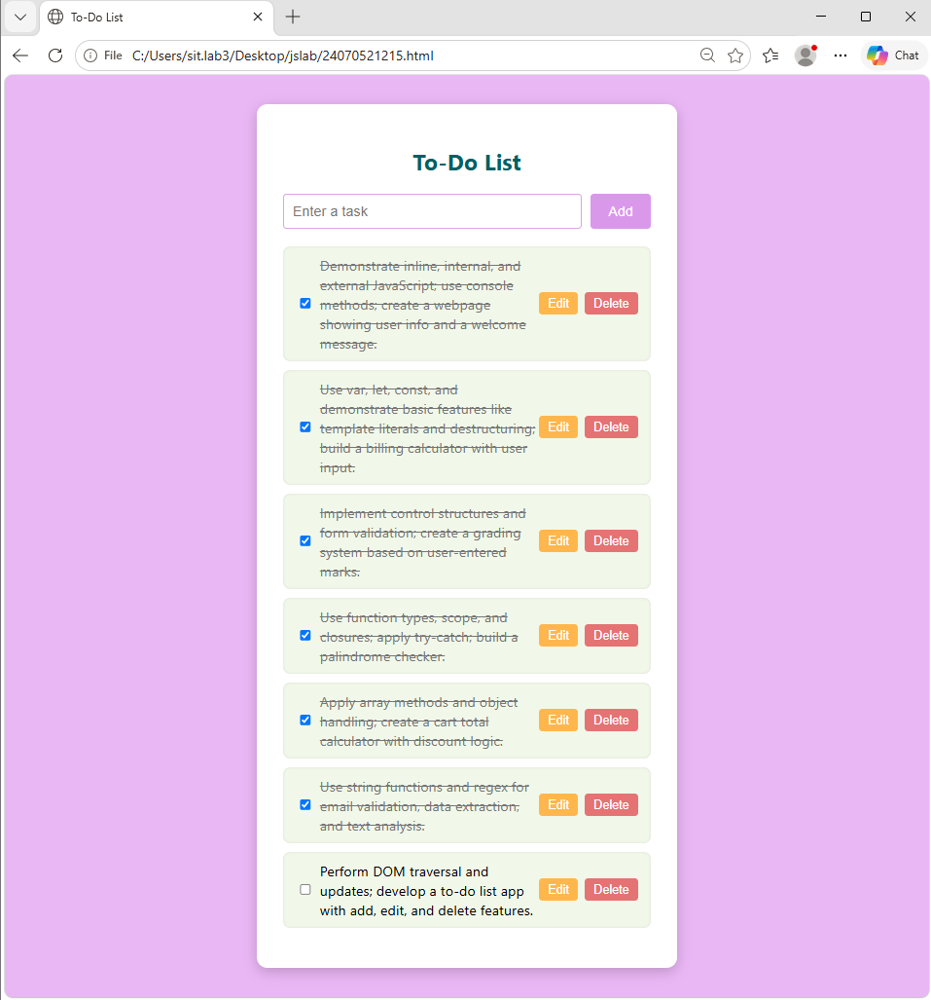 To-Do List
File C:/Users/sit.lab3/Desktop/jslab/24070521215.html
Chat
To-Do List
Enter a task
Add
Demonstrate inline, internal, and
external JavaScript; use console
methods; create a webpage
showing user info and a welcome
message.
Edit Delete
Use var, let, const, and
demonstrate basic features like
template literals and destructuring;
build a billing calculator with user
input.
Edit Delete
Implement control structures and
form validation; create a grading
system based on user-entered
marks.
Edit Delete
Use function types, scope, and
closures; apply try-catch; build a
palindrome checker.
Edit Delete
Apply array methods and object
handling; create a cart total
calculator with discount logic.
Edit Delete
Use string functions and regex for
email validation, data extraction,
and text analysis.
Edit Delete
Perform DOM traversal and
updates; develop a to-do list app
with add, edit, and delete features.
Edit Delete